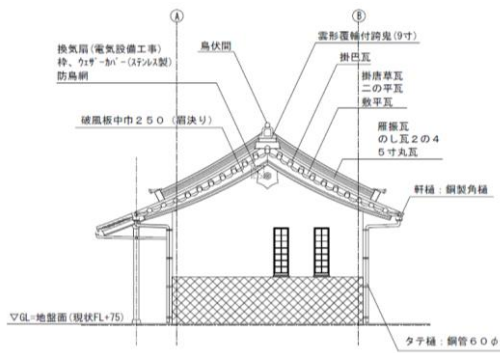 A
B
換気扇(電気設備工事)
枠、ウェザーカバー(ステンレス製)
防鳥網
鳥伏間
雲形覆輪付跨鬼(9寸)
掛巴瓦
掛唐草瓦
二の平瓦
敷平瓦
破風板中巾250(眉決り)
雁振瓦
のし瓦2の4
5寸丸瓦
軒樋:銅製角樋
▽GL=地盤面(現状FL+75)
タテ樋:銅管60φ